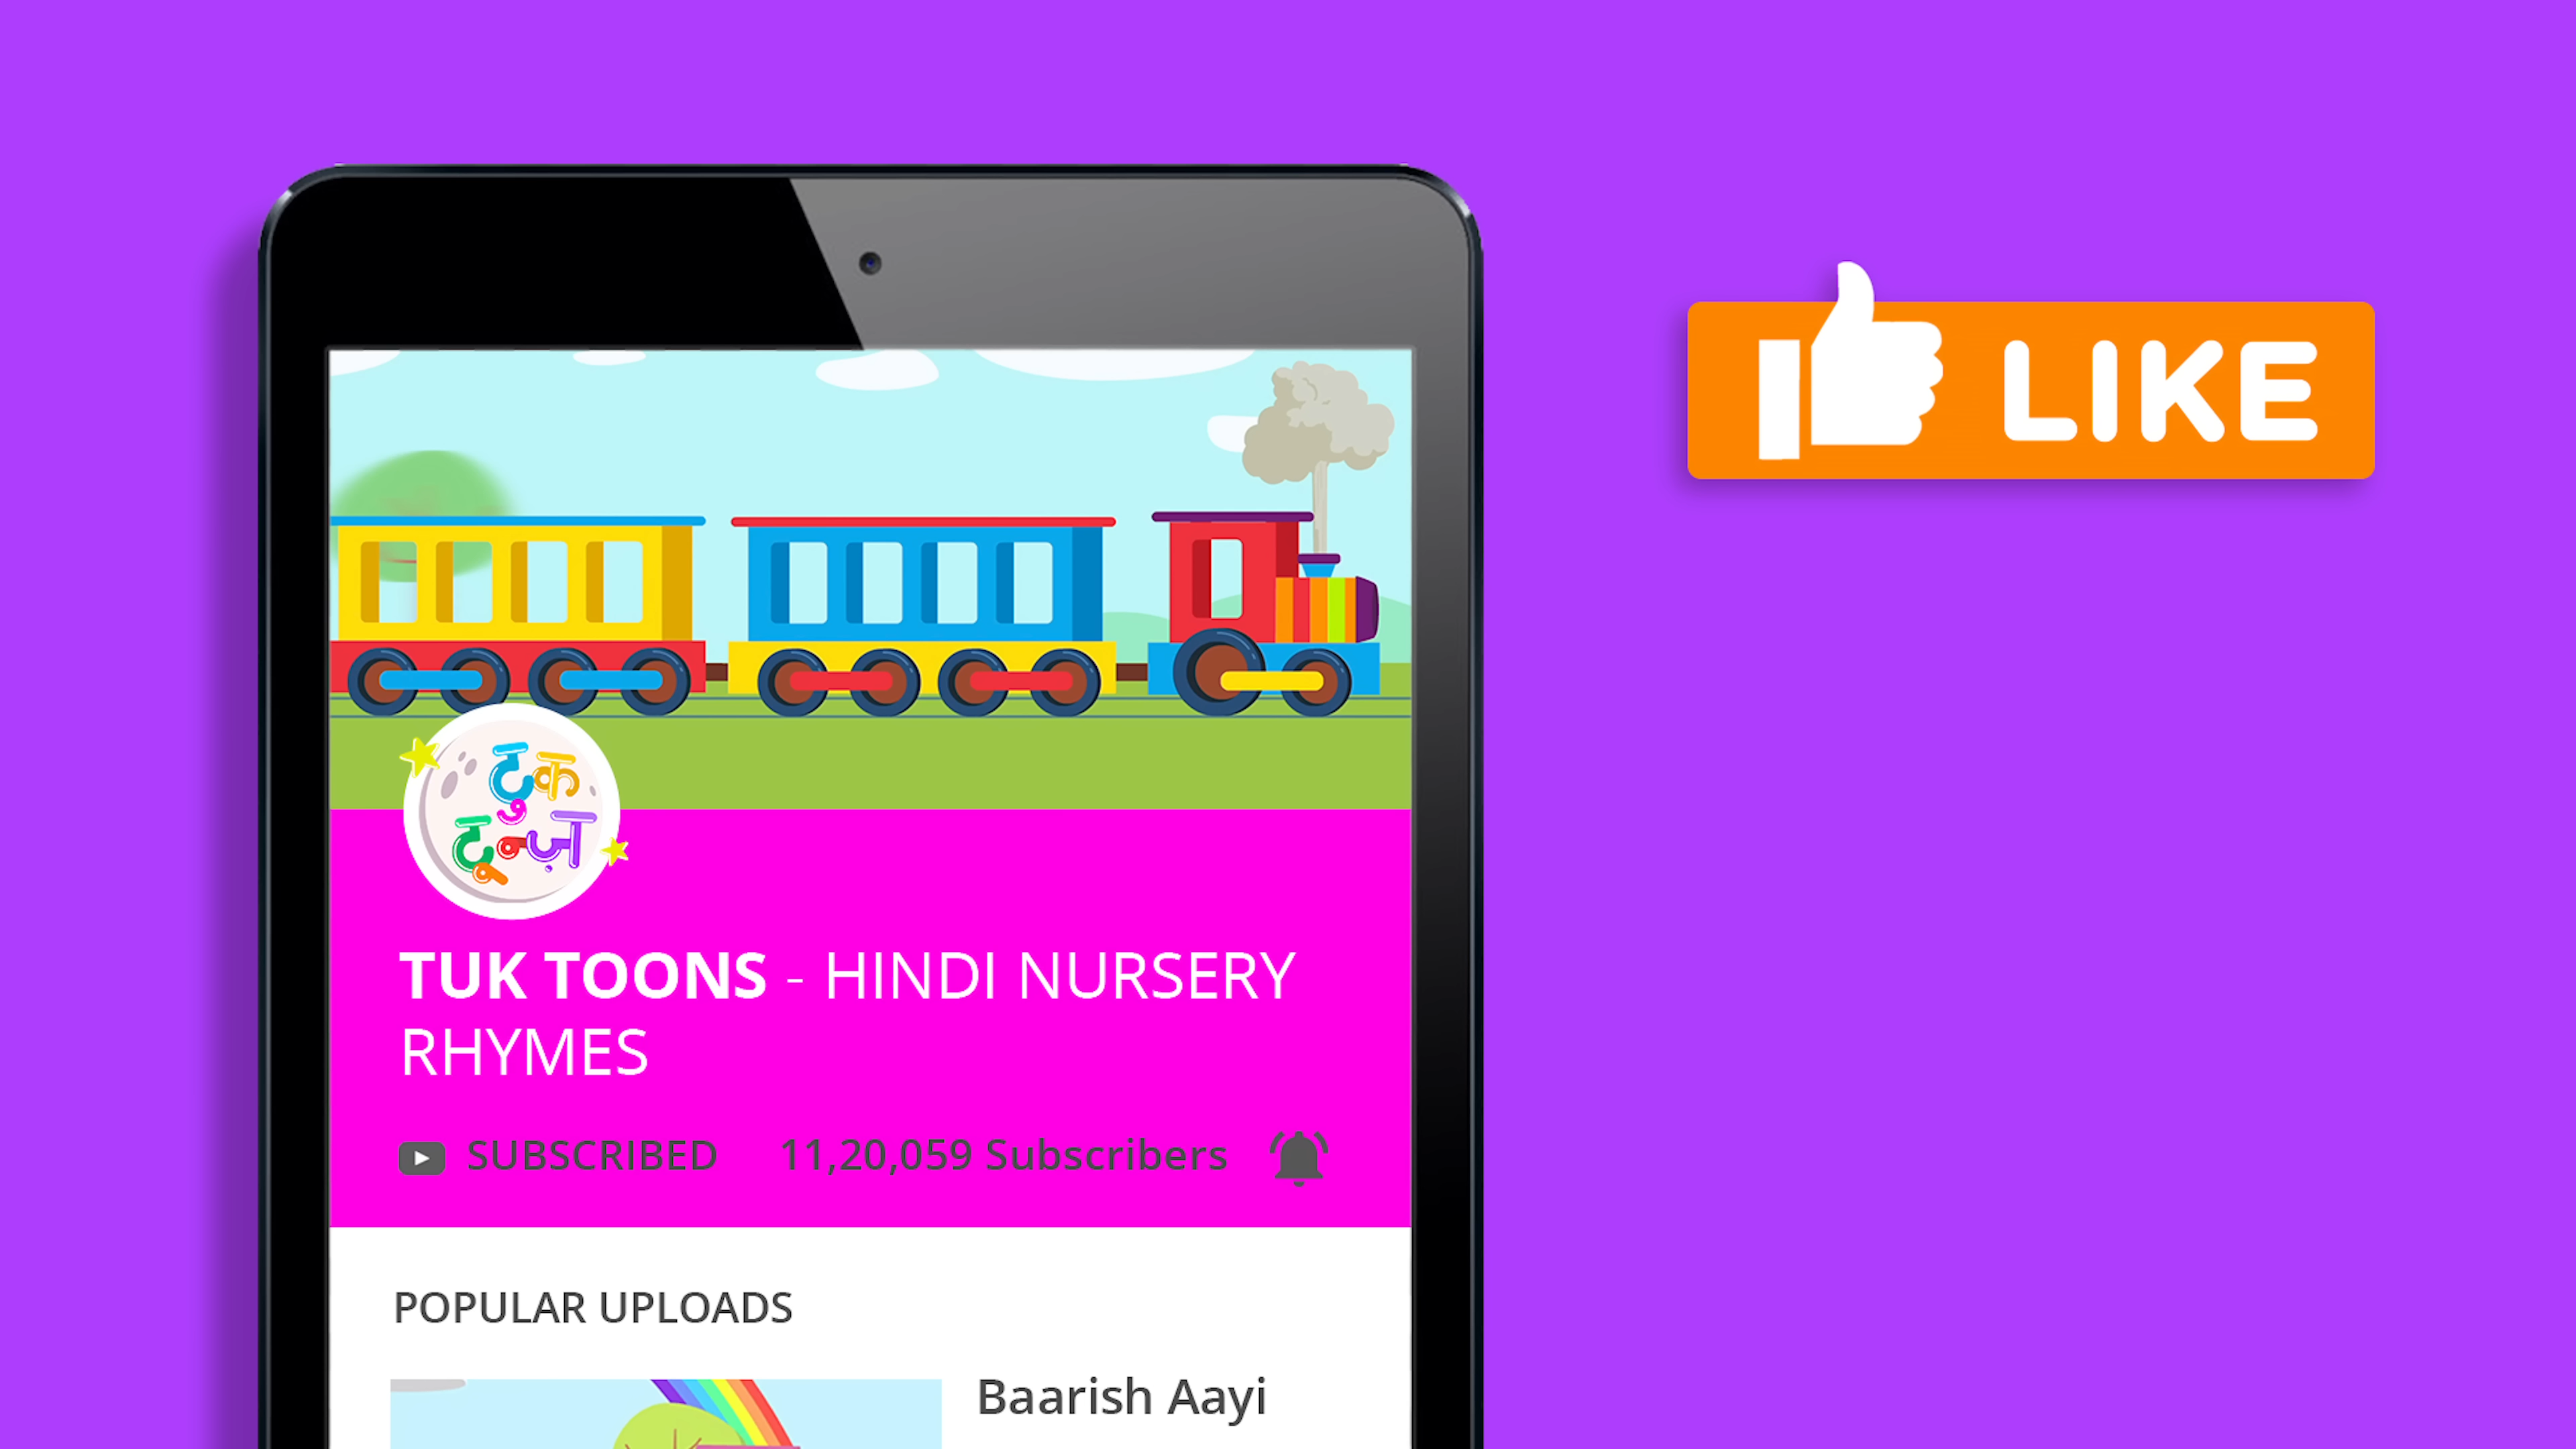 LIKE
टुक
टून्ज़
TUK TOONS - HINDI NURSERY
RHYMES
SUBSCRIBED 11,20,059 Subscribers
POPULAR UPLOADS
Baarish Aayi